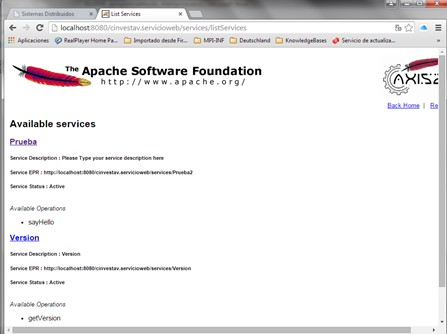 Sistemas Distribuidos
List Services
localhost:8080/cinvestav.servicioweb/services/listServices
Aplicaciones
RealPlayer Home Pa...
Importado desde Fir...
MPI-INF
Deutschland
KnowledgeBases
Servicio de actualiza...
The Apache Software Foundation
http://www.apache.org/
AXIS2
Back Home | Re
Available services
Prueba
Service Description : Please Type your service description here
Service EPR : http://localhost:8080/cinvestav.servicioweb/services/Prueba2
Service Status : Active
Available Operations
sayHello
Version
Service Description : Version
Service EPR : http://localhost:8080/cinvestav.servicioweb/services/Version
Service Status : Active
Available Operations
getVersion